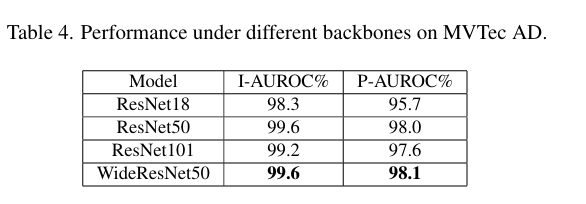 Table 4. Performance under different backbones on MVTec AD.
Model I-AUROC% P-AUROC%
ResNet18 98.3 95.7
ResNet50 99.6 98.0
ResNet101 99.2 97.6
WideResNet50 99.6 98.1